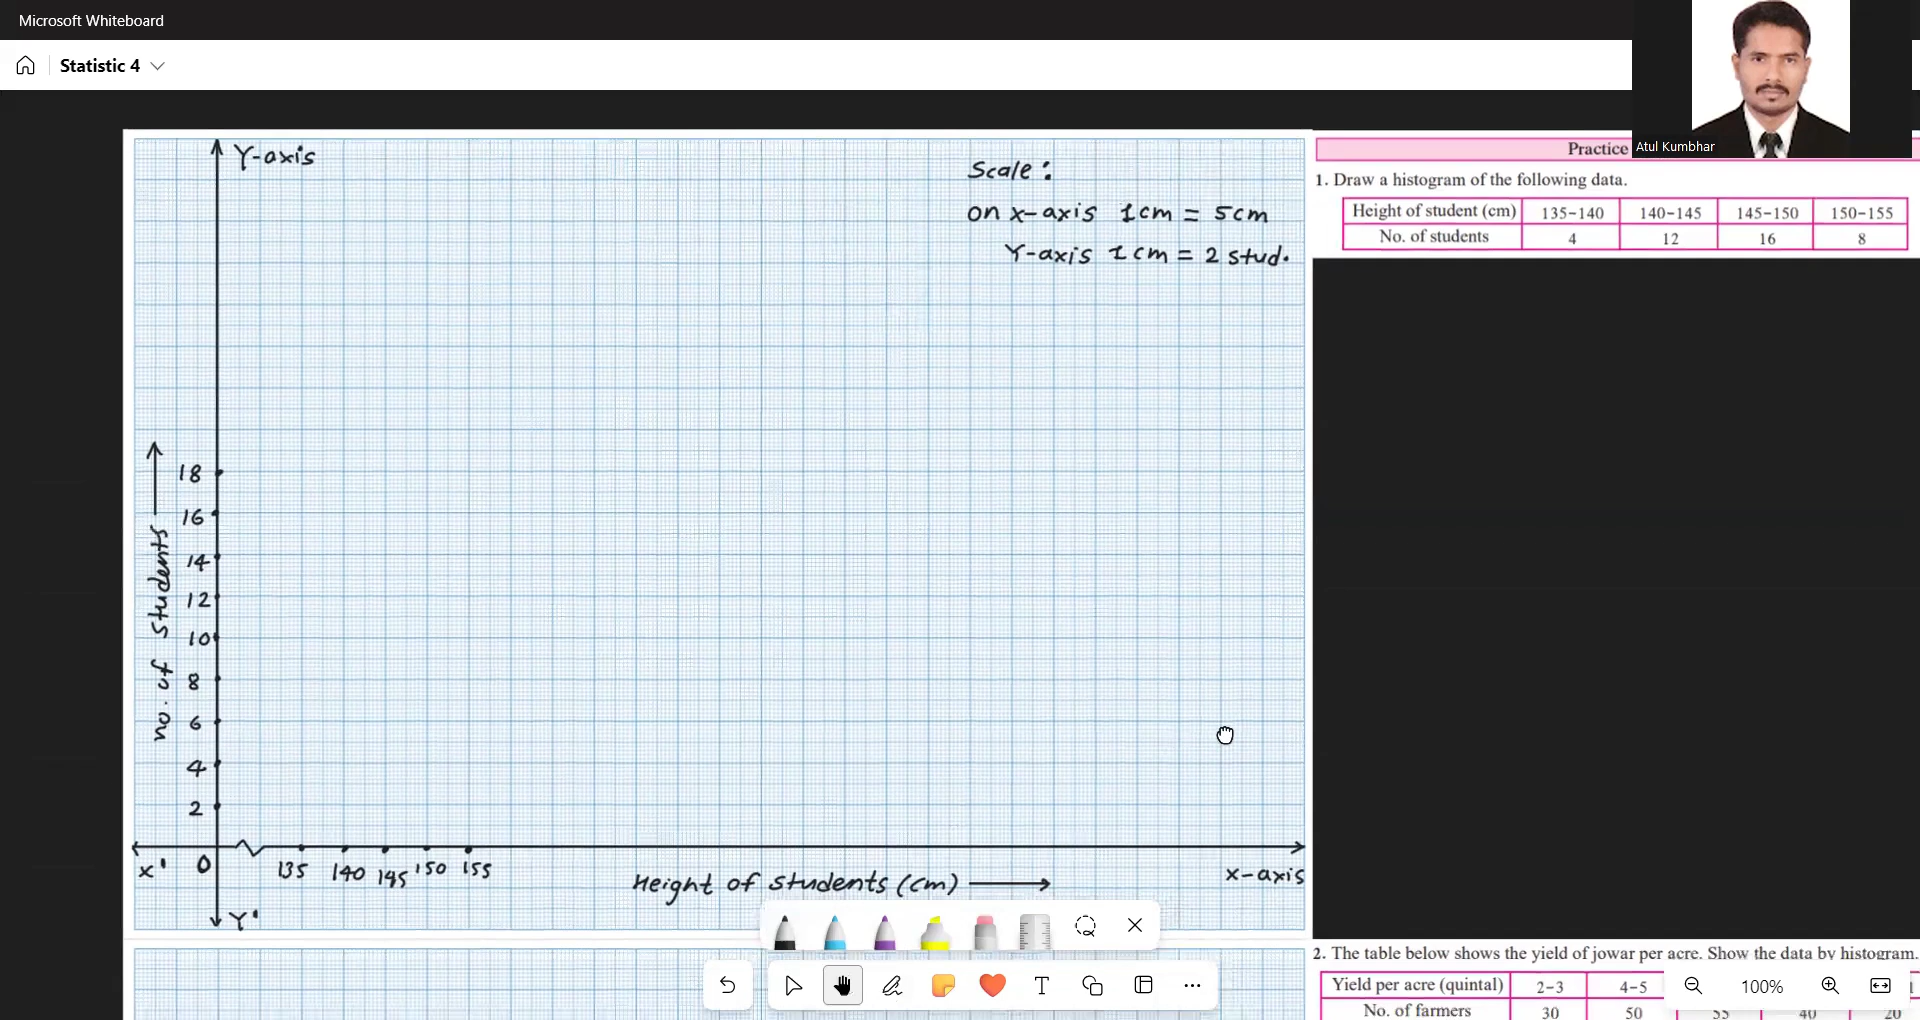 Microsoft Whiteboard
Statistic 4
Atul Kumbhar
Y-axis
Scale :
on x-axis 1cm = 5cm
Y-axis 1cm = 2 stud.
no. of students
18
16
14
12
10
8
6
4
2
0
X'
Y'
135 140 145 150 155
Height of students (cm)
x-axis
Practice
1. Draw a histogram of the following data.
Height of student (cm) 135-140 140-145 145-150 150-155
No. of students 4 12 16 8
2. The table below shows the yield of jowar per acre. Show the data by histogram.
Yield per acre (quintal) 2-3 4-5
No. of farmers 30 50 55 40 20
100%